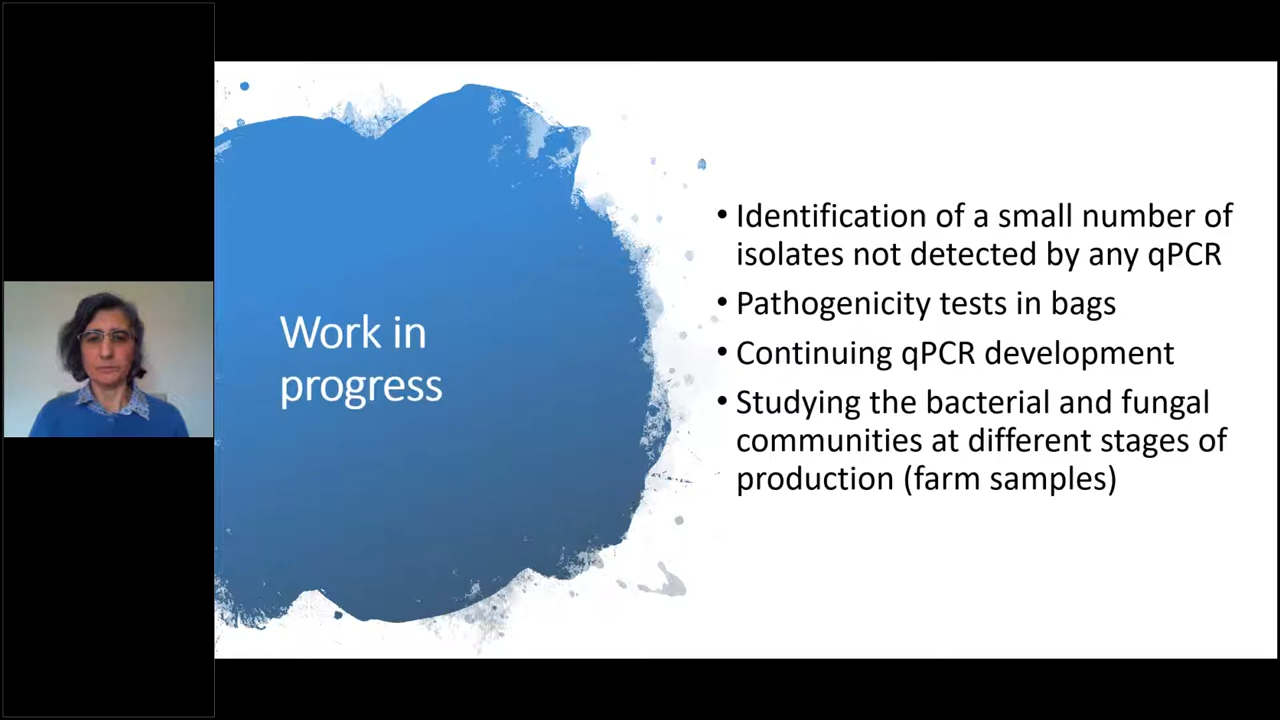 Work in
progress
• Identification of a small number of
isolates not detected by any qPCR
• Pathogenicity tests in bags
• Continuing qPCR development
• Studying the bacterial and fungal
communities at different stages of
production (farm samples)